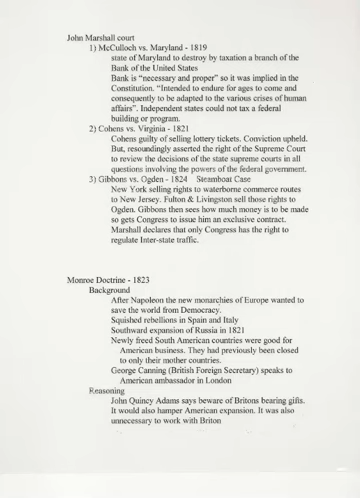 John Marshall court
1) McCulloch vs. Maryland - 1819
state of Maryland to destroy by taxation a branch of the
Bank of the United States
Bank is “necessary and proper” so it was implied in the
Constitution. “Intended to endure for ages to come and
consequently to be adapted to the various crises of human
affairs”. Independent states could not tax a federal
building or program.
2) Cohens vs. Virginia - 1821
Cohens guilty of selling lottery tickets. Conviction upheld.
But, resoundingly asserted the right of the Supreme Court
to review the decisions of the state supreme courts in all
questions involving the powers of the federal government.
3) Gibbons vs. Ogden - 1824 Steamboat Case
New York selling rights to waterborne commerce routes
to New Jersey. Fulton & Livingston sell those rights to
Ogden. Gibbons then sees how much money is to be made
so gets Congress to issue him an exclusive contract.
Marshall declares that only Congress has the right to
regulate Inter-state traffic.
Monroe Doctrine - 1823
Background
After Napoleon the new monarchies of Europe wanted to
save the world from Democracy.
Squished rebellions in Spain and Italy
Southward expansion of Russia in 1821
Newly freed South American countries were good for
American business. They had previously been closed
to only their mother countries.
George Canning (British Foreign Secretary) speaks to
American ambassador in London
Reasoning
John Quincy Adams says beware of Britons bearing gifts.
It would also hamper American expansion. It was also
unnecessary to work with Briton